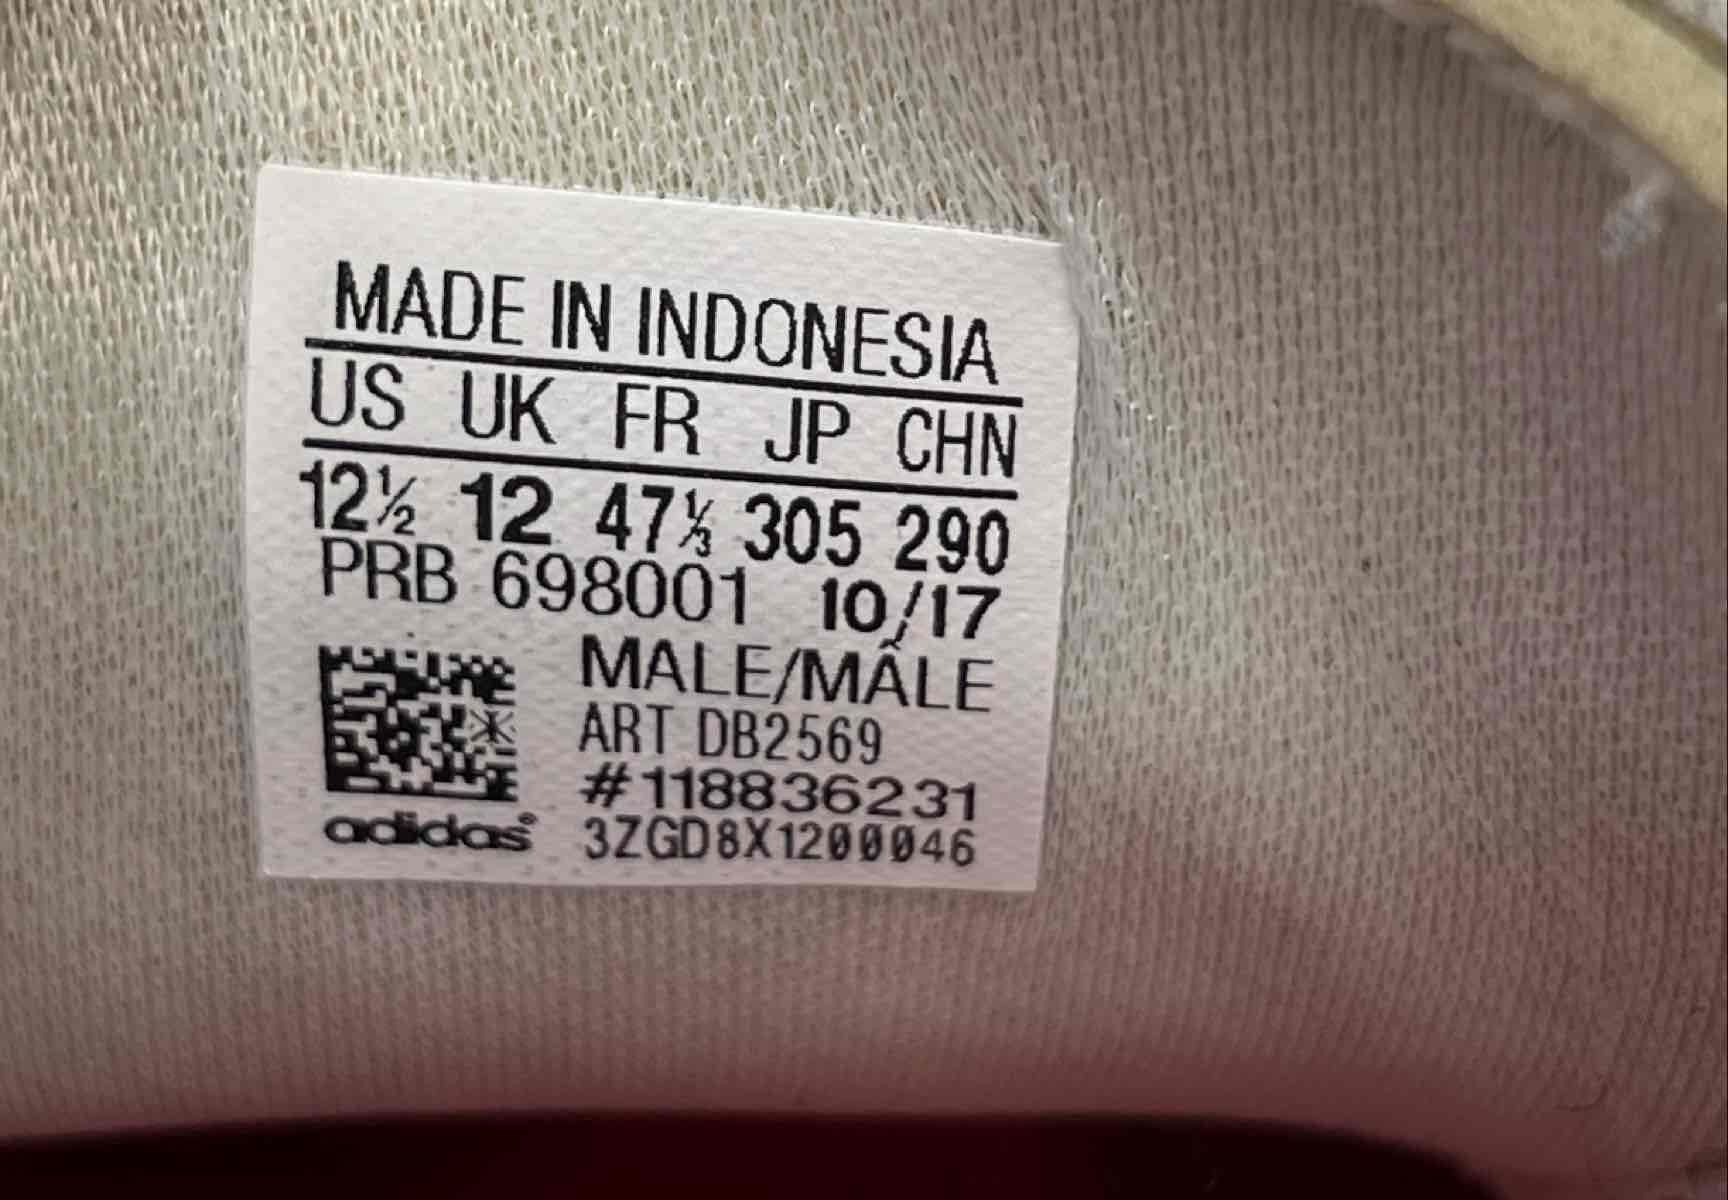 MADE IN INDONESIA
US UK FR JP CHN
12½ 12 47⅓ 305 290
PRB 698001 10/17
MALE/MÂLE
ART DB2569
#118836231
adidas® 3ZGD8X1200046